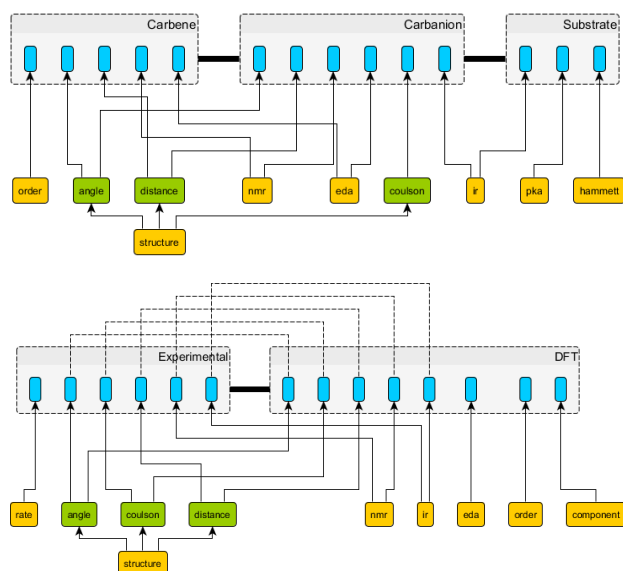 Carbene Carbanion Substrate
order angle distance nmr eda coulson ir pka hammett
structure
Experimental DFT
rate angle coulson distance nmr ir eda order component
structure